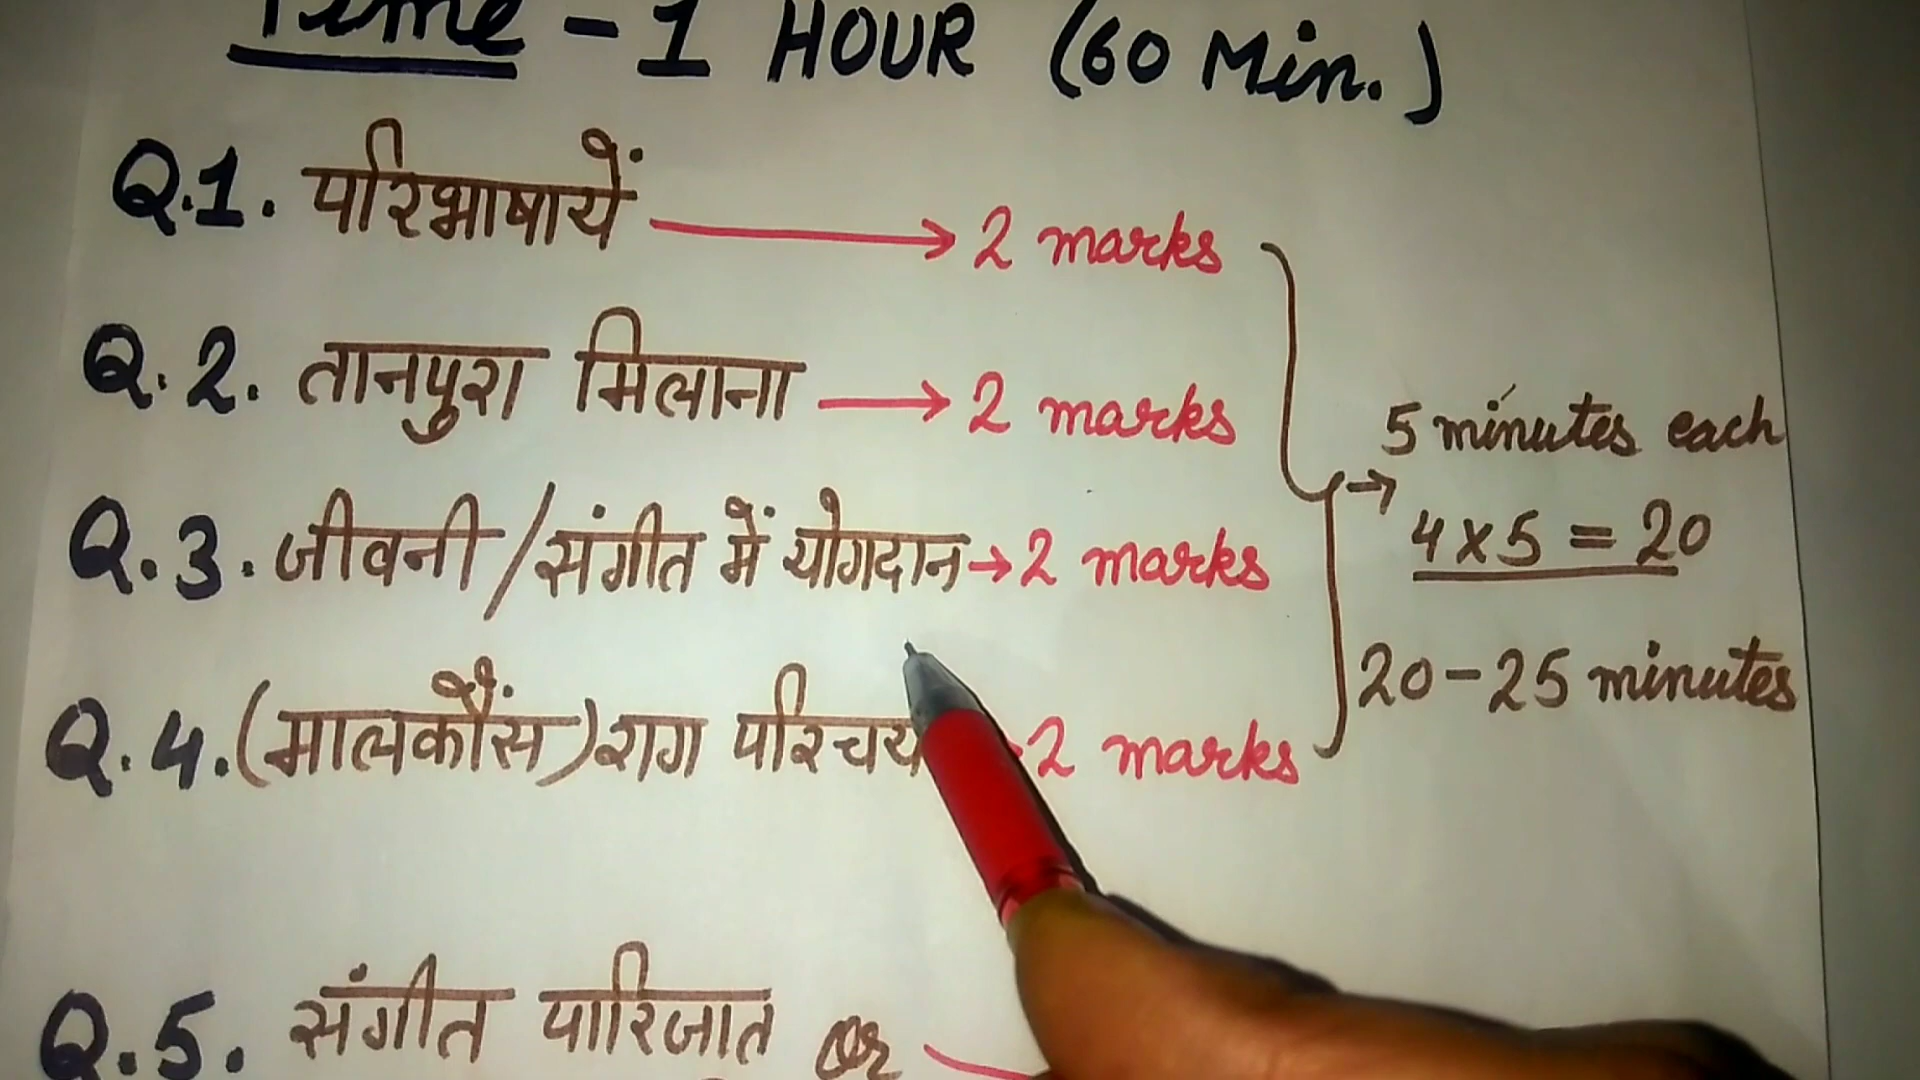 Time - 1 HOUR (60 Min.)
Q.1. परिभाषायें → 2 marks
Q.2. तानपुरा मिलाना → 2 marks
5 minutes each
Q.3. जीवनी/संगीत में योगदान → 2 marks
4 x 5 = 20
20-25 minutes
Q.4. (मालकौंस) राग परिचय → 2 marks
Q.5. संगीत पारिजात or